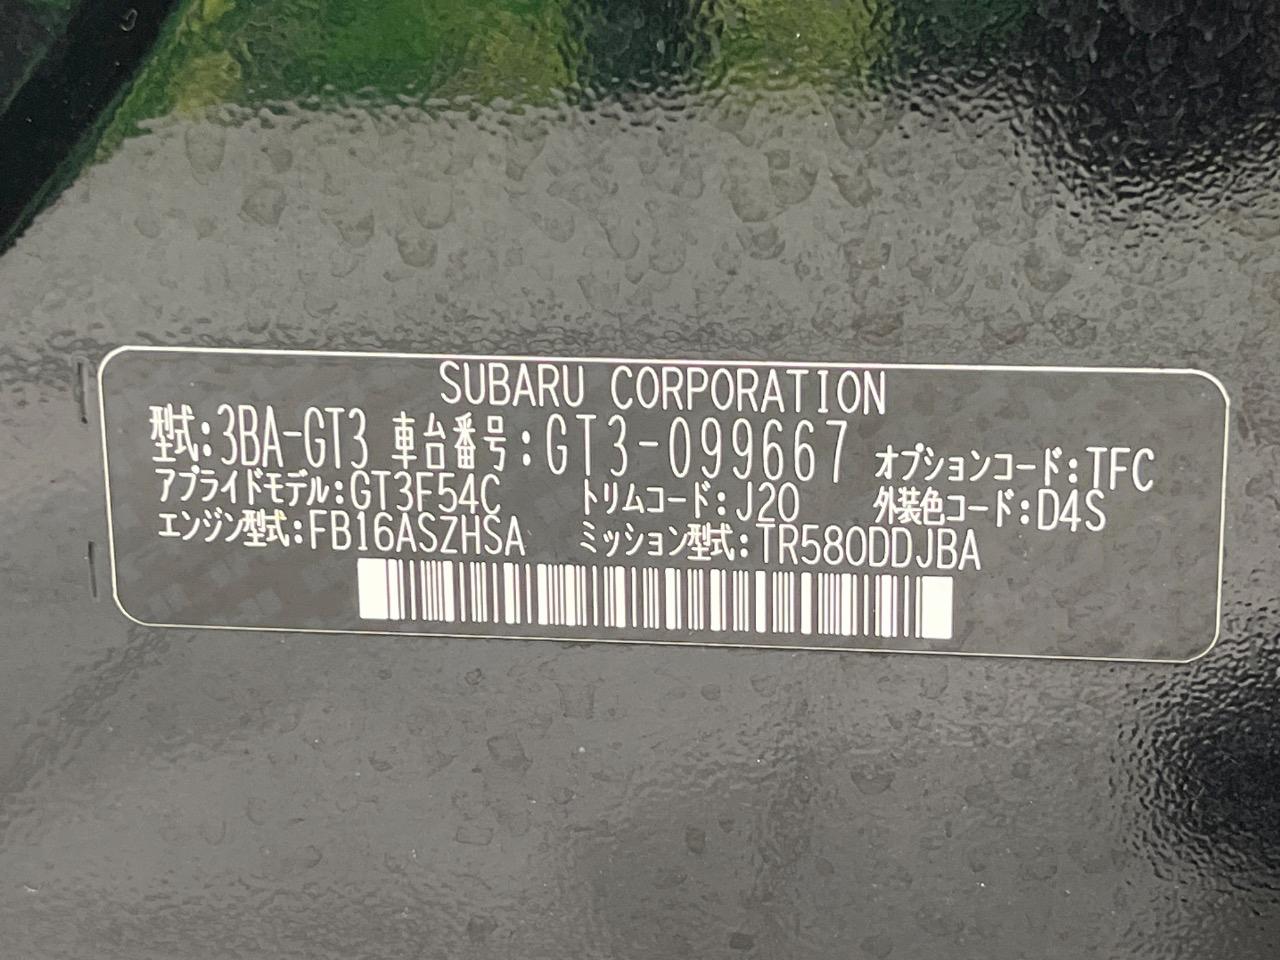 SUBARU CORPORATION
型式:3BA-GT3 車台番号:GT3-099667 オプションコード:TFC
アプライドモデル:GT3F54C トリムコード:J20 外装色コード:D4S
エンジン型式:FB16ASZHSA ミッション型式:TR580DDJBA